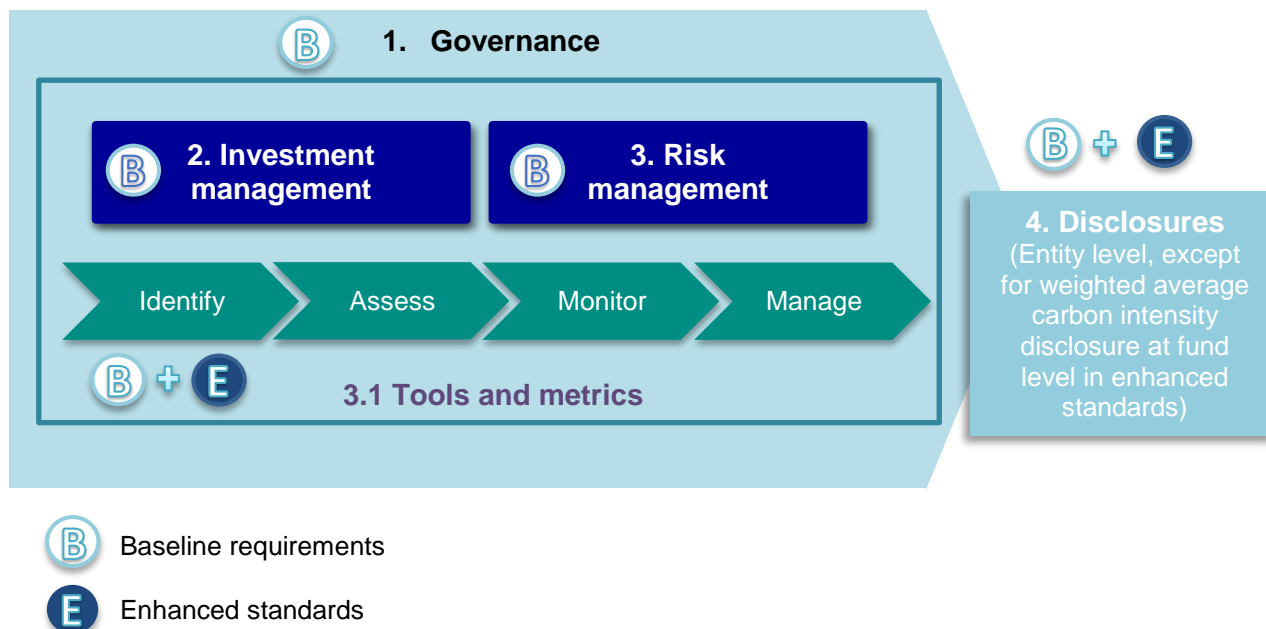 B 1. Governance
B 2. Investment
management
B 3. Risk
management
Identify Assess Monitor Manage
B + E
3.1 Tools and metrics
B + E
4. Disclosures
(Entity level, except
for weighted average
carbon intensity
disclosure at fund
level in enhanced
standards)
B Baseline requirements
E Enhanced standards